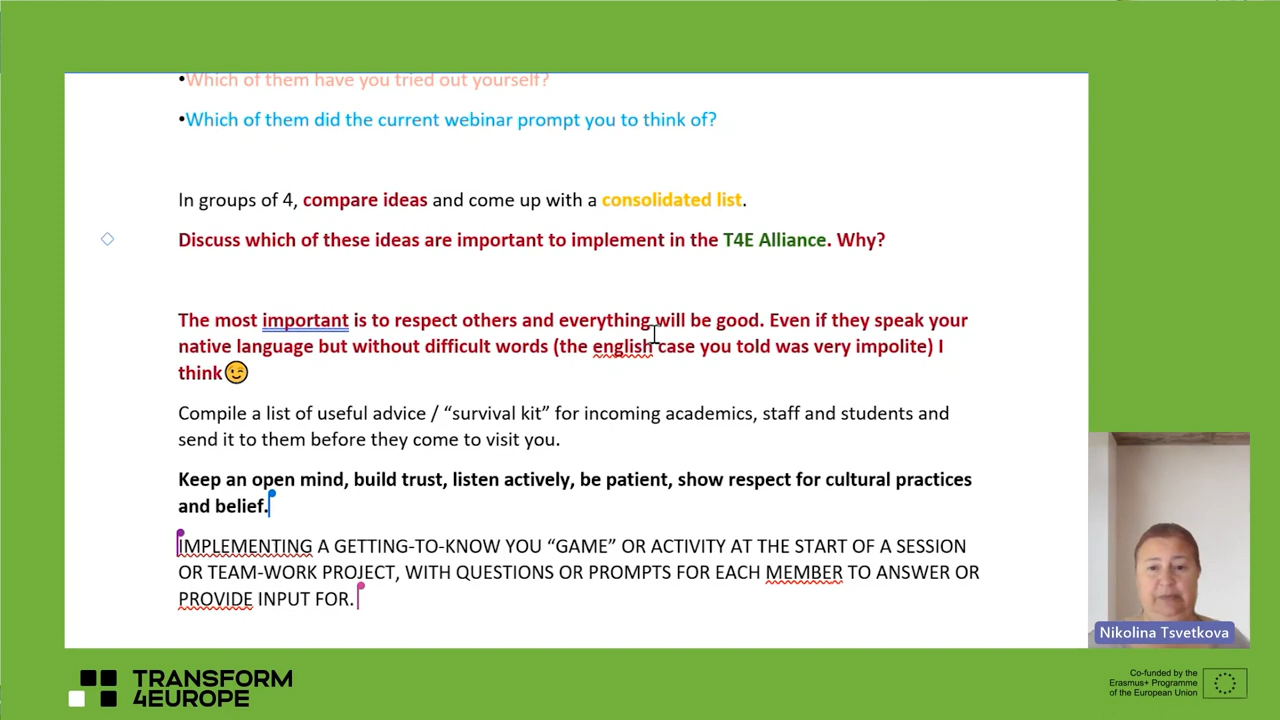 •Which of them have you tried out yourself?
•Which of them did the current webinar prompt you to think of?
In groups of 4, compare ideas and come up with a consolidated list.
Discuss which of these ideas are important to implement in the T4E Alliance. Why?
The most important is to respect others and everything will be good. Even if they speak your
native language but without difficult words (the english case you told was very impolite) I
think😉
Compile a list of useful advice / “survival kit” for incoming academics, staff and students and
send it to them before they come to visit you.
Keep an open mind, build trust, listen actively, be patient, show respect for cultural practices
and belief.
IMPLEMENTING A GETTING-TO-KNOW YOU “GAME” OR ACTIVITY AT THE START OF A SESSION
OR TEAM-WORK PROJECT, WITH QUESTIONS OR PROMPTS FOR EACH MEMBER TO ANSWER OR
PROVIDE INPUT FOR.
Nikolina Tsvetkova
TRANSFORM
4EUROPE
Co-funded by the
Erasmus+ Programme
of the European Union